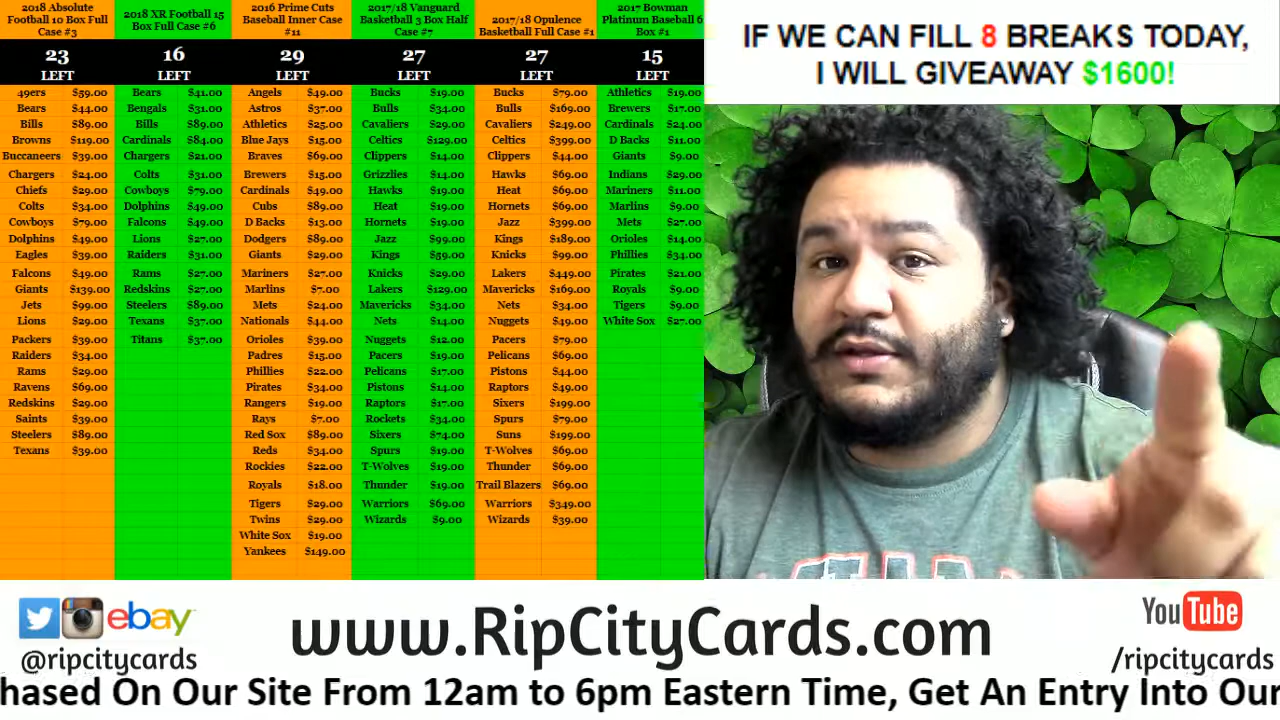 2018 Absolute
Football 10 Box Full
Case #3
23
LEFT
49ers $59.00
Bears $44.00
Bills $89.00
Browns $119.00
Buccaneers $39.00
Chargers $24.00
Chiefs $29.00
Colts $34.00
Cowboys $79.00
Dolphins $49.00
Eagles $39.00
Falcons $49.00
Giants $139.00
Jets $99.00
Lions $29.00
Packers $39.00
Raiders $34.00
Rams $29.00
Ravens $69.00
Redskins $29.00
Saints $39.00
Steelers $89.00
Texans $39.00
2018 XR Football 15
Box Full Case #6
16
LEFT
Bears $41.00
Bengals $31.00
Bills $89.00
Cardinals $84.00
Chargers $21.00
Colts $31.00
Cowboys $79.00
Dolphins $49.00
Falcons $49.00
Lions $27.00
Raiders $31.00
Rams $27.00
Redskins $27.00
Steelers $89.00
Texans $37.00
Titans $37.00
2016 Prime Cuts
Baseball Inner Case
#11
29
LEFT
Angels $49.00
Astros $37.00
Athletics $25.00
Blue Jays $15.00
Braves $69.00
Brewers $15.00
Cardinals $49.00
Cubs $89.00
D Backs $13.00
Dodgers $89.00
Giants $29.00
Mariners $27.00
Marlins $7.00
Mets $24.00
Nationals $44.00
Orioles $39.00
Padres $15.00
Phillies $22.00
Pirates $34.00
Rangers $19.00
Rays $7.00
Red Sox $89.00
Reds $34.00
Rockies $22.00
Royals $18.00
Tigers $29.00
Twins $29.00
White Sox $19.00
Yankees $149.00
2017/18 Vanguard
Basketball 3 Box Half
Case #7
27
LEFT
Bucks $19.00
Bulls $34.00
Cavaliers $29.00
Celtics $129.00
Clippers $14.00
Grizzlies $14.00
Hawks $19.00
Heat $19.00
Hornets $19.00
Jazz $99.00
Kings $59.00
Knicks $29.00
Lakers $129.00
Mavericks $34.00
Nets $14.00
Nuggets $12.00
Pacers $19.00
Pelicans $17.00
Pistons $14.00
Raptors $17.00
Rockets $34.00
Sixers $74.00
Spurs $19.00
T-Wolves $19.00
Thunder $19.00
Warriors $69.00
Wizards $9.00
2017/18 Opulence
Basketball Full Case #1
27
LEFT
Bucks $79.00
Bulls $169.00
Cavaliers $249.00
Celtics $399.00
Clippers $44.00
Hawks $69.00
Heat $69.00
Hornets $69.00
Jazz $399.00
Kings $189.00
Knicks $99.00
Lakers $449.00
Mavericks $169.00
Nets $34.00
Nuggets $49.00
Pacers $79.00
Pelicans $69.00
Pistons $44.00
Raptors $49.00
Sixers $199.00
Spurs $79.00
Suns $199.00
T-Wolves $69.00
Thunder $69.00
Trail Blazers $69.00
Warriors $349.00
Wizards $39.00
2017 Bowman
Platinum Baseball 6
Box #1
15
LEFT
Athletics $19.00
Brewers $17.00
Cardinals $24.00
D Backs $11.00
Giants $9.00
Indians $29.00
Mariners $11.00
Marlins $9.00
Mets $27.00
Orioles $14.00
Phillies $34.00
Pirates $21.00
Royals $9.00
Tigers $9.00
White Sox $27.00
IF WE CAN FILL 8 BREAKS TODAY,
I WILL GIVEAWAY $1600!
ebay
@ripcitycards
www.RipCityCards.com
YouTube
/ripcitycards
hased On Our Site From 12am to 6pm Eastern Time, Get An Entry Into Our